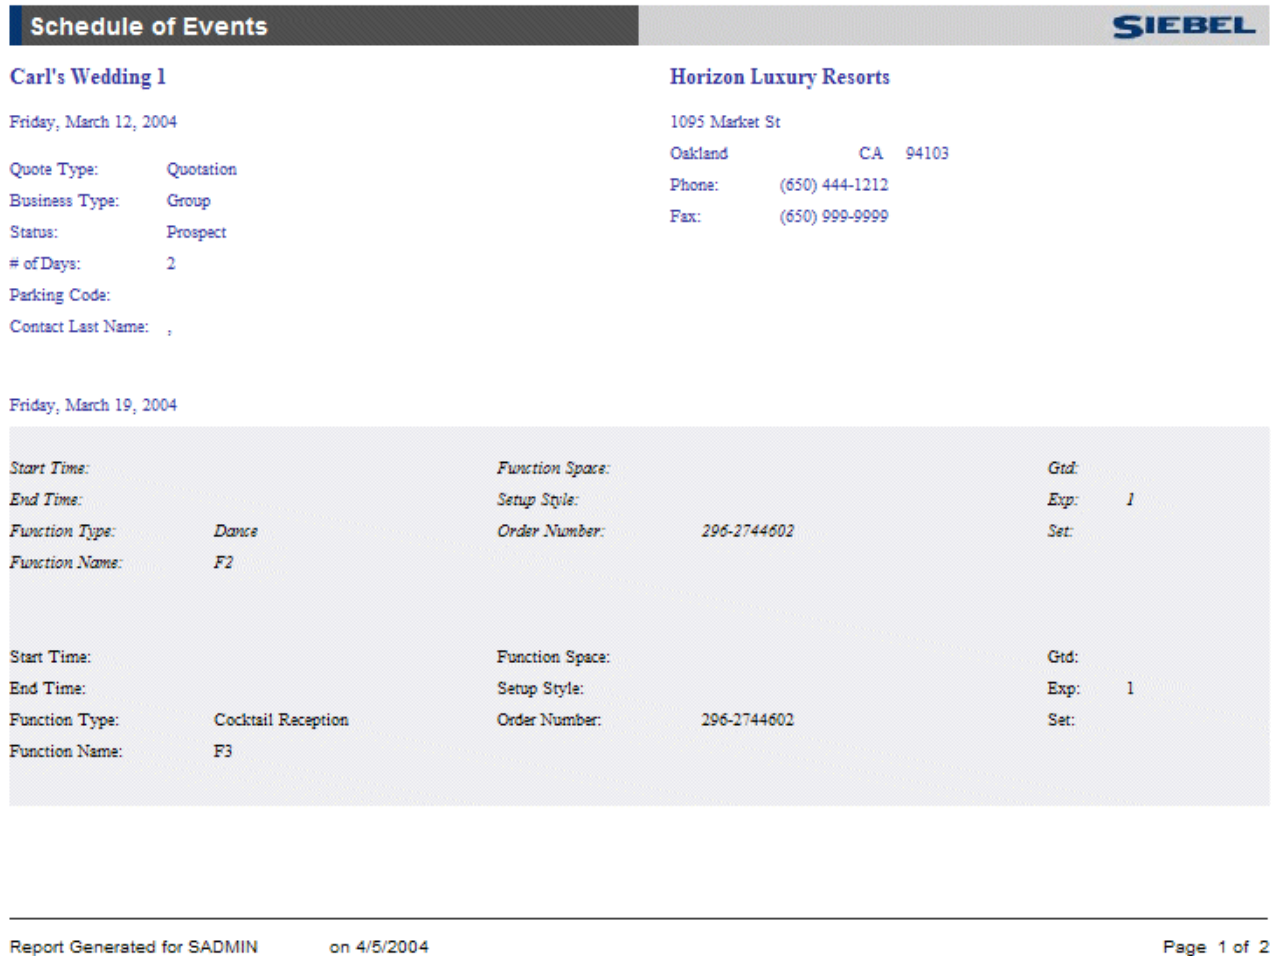 Schedule of Events SIEBEL
Carl's Wedding 1 Horizon Luxury Resorts
Friday, March 12, 2004 1095 Market St
Oakland CA 94103
Quote Type: Quotation
Phone: (650) 444-1212
Business Type: Group
Fax: (650) 999-9999
Status: Prospect
# of Days: 2
Parking Code:
Contact Last Name: ,
Friday, March 19, 2004
Start Time: Function Space: Gtd:
End Time: Setup Style: Exp: 1
Function Type: Dance Order Number: 296-2744602 Set:
Function Name: F2
Start Time: Function Space: Gtd:
End Time: Setup Style: Exp: 1
Function Type: Cocktail Reception Order Number: 296-2744602 Set:
Function Name: F3
Report Generated for SADMIN on 4/5/2004 Page 1 of 2